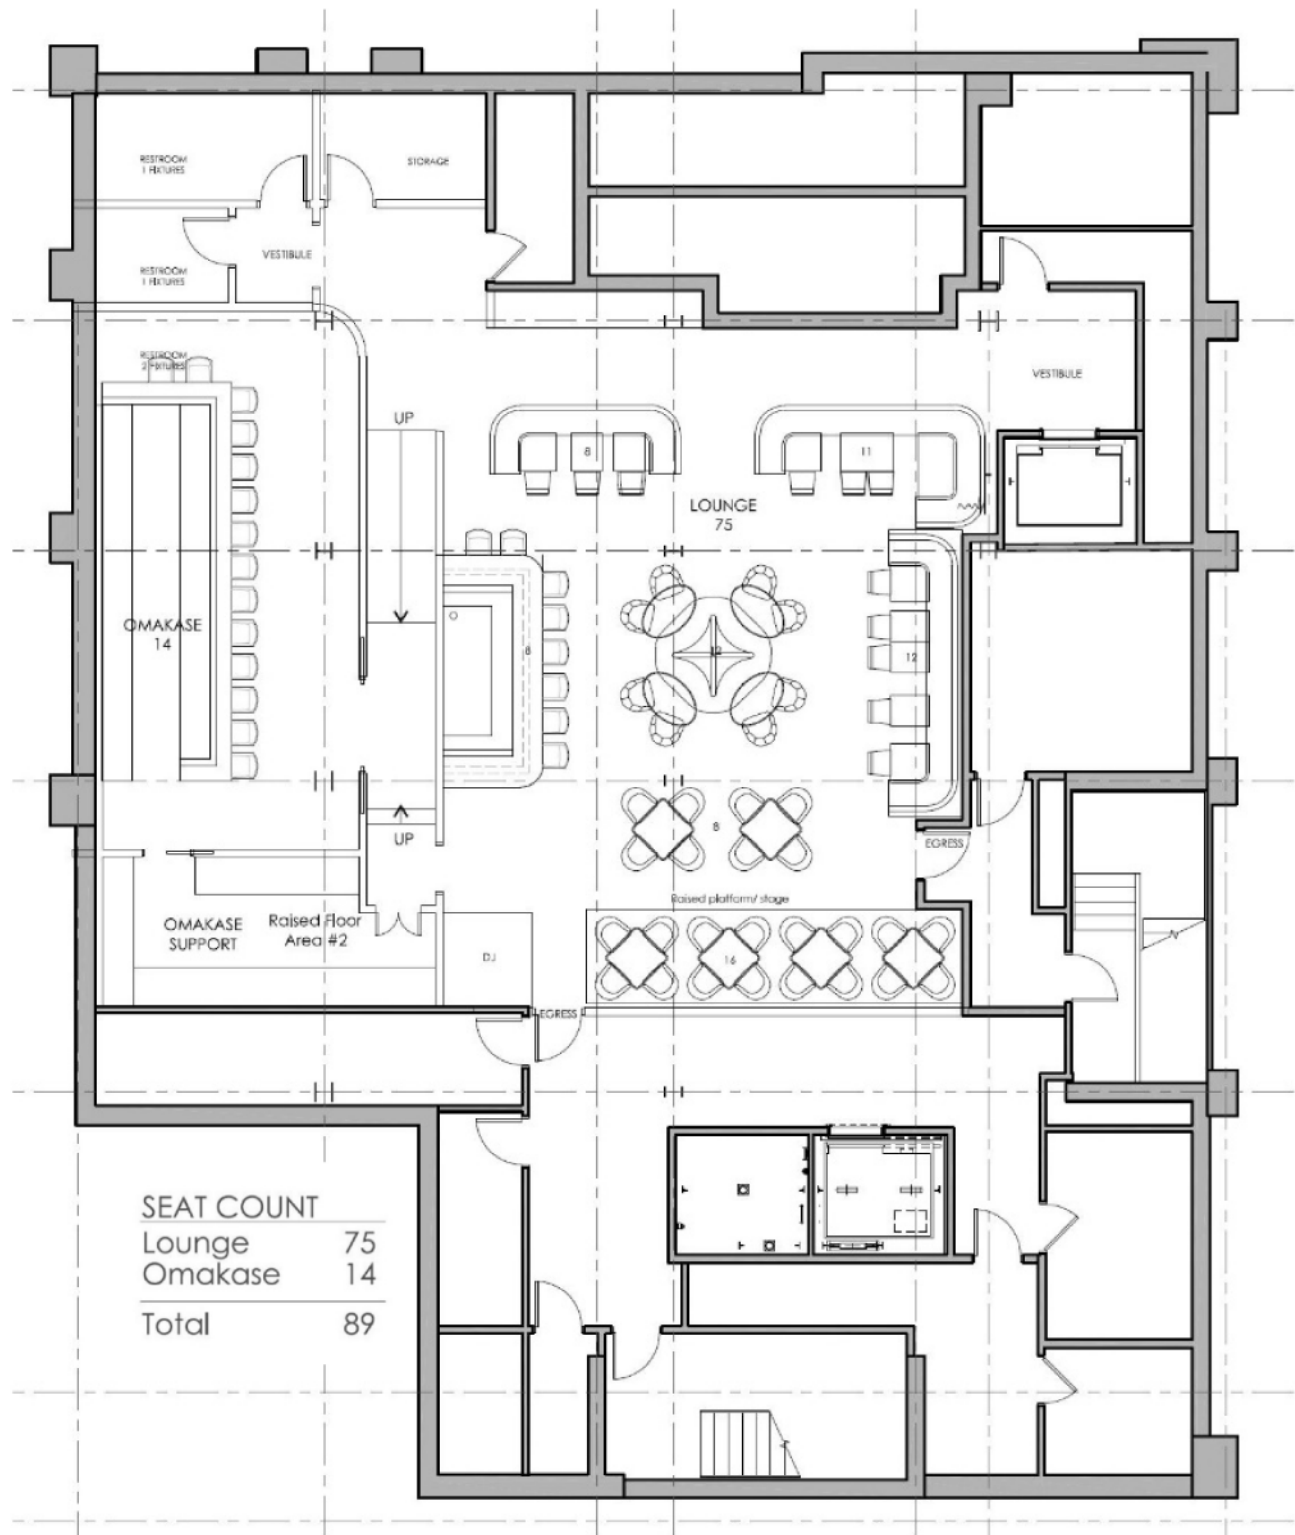 RESTROOM
1 FIXTURES
STORAGE
VESTIBULE
RESTROOM
1 FIXTURES
RESTROOM
2 FIXTURES
VESTIBULE
UP
8
11
LOUNGE
75
OMAKASE
14
8
12
12
UP
8
EGRESS
Raised platform/ stage
OMAKASE
SUPPORT
Raised Floor
Area #2
DJ
16
EGRESS
SEAT COUNT
Lounge 75
Omakase 14
Total 89